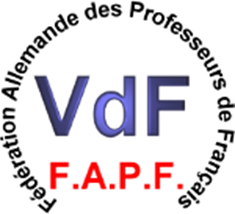 Fédération Allemande des Professeurs de Français
VdF
F.A.P.F.